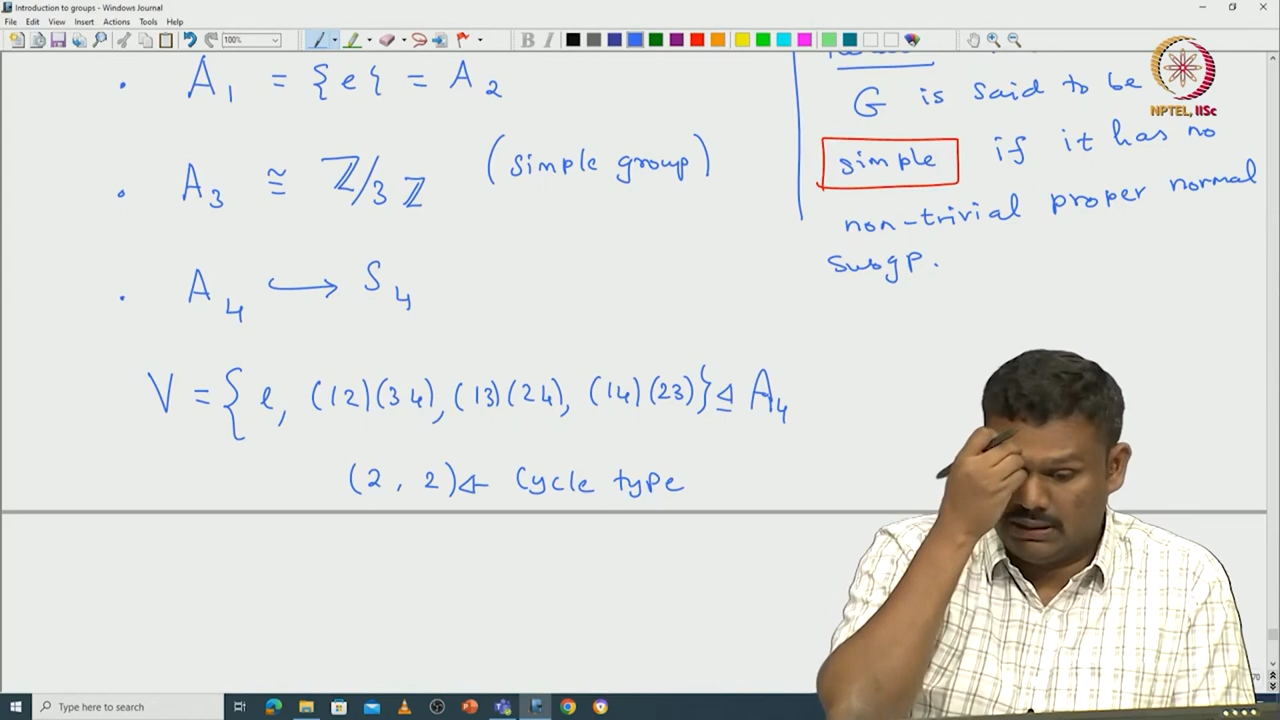 Introduction to groups - Windows Journal
File Edit View Insert Actions Tools Help
100%
B I
NPTEL, IISc
. A₁ = {e} = A₂
. A₃ ≅ ℤ/3ℤ (simple group)
. A₄ ↪ S₄
V = { e, (12)(34), (13)(24), (14)(23)} ⊴ A₄
(2, 2) ← Cycle type
G is said to be
simple if it has no
non-trivial proper normal
subgp.
Type here to search